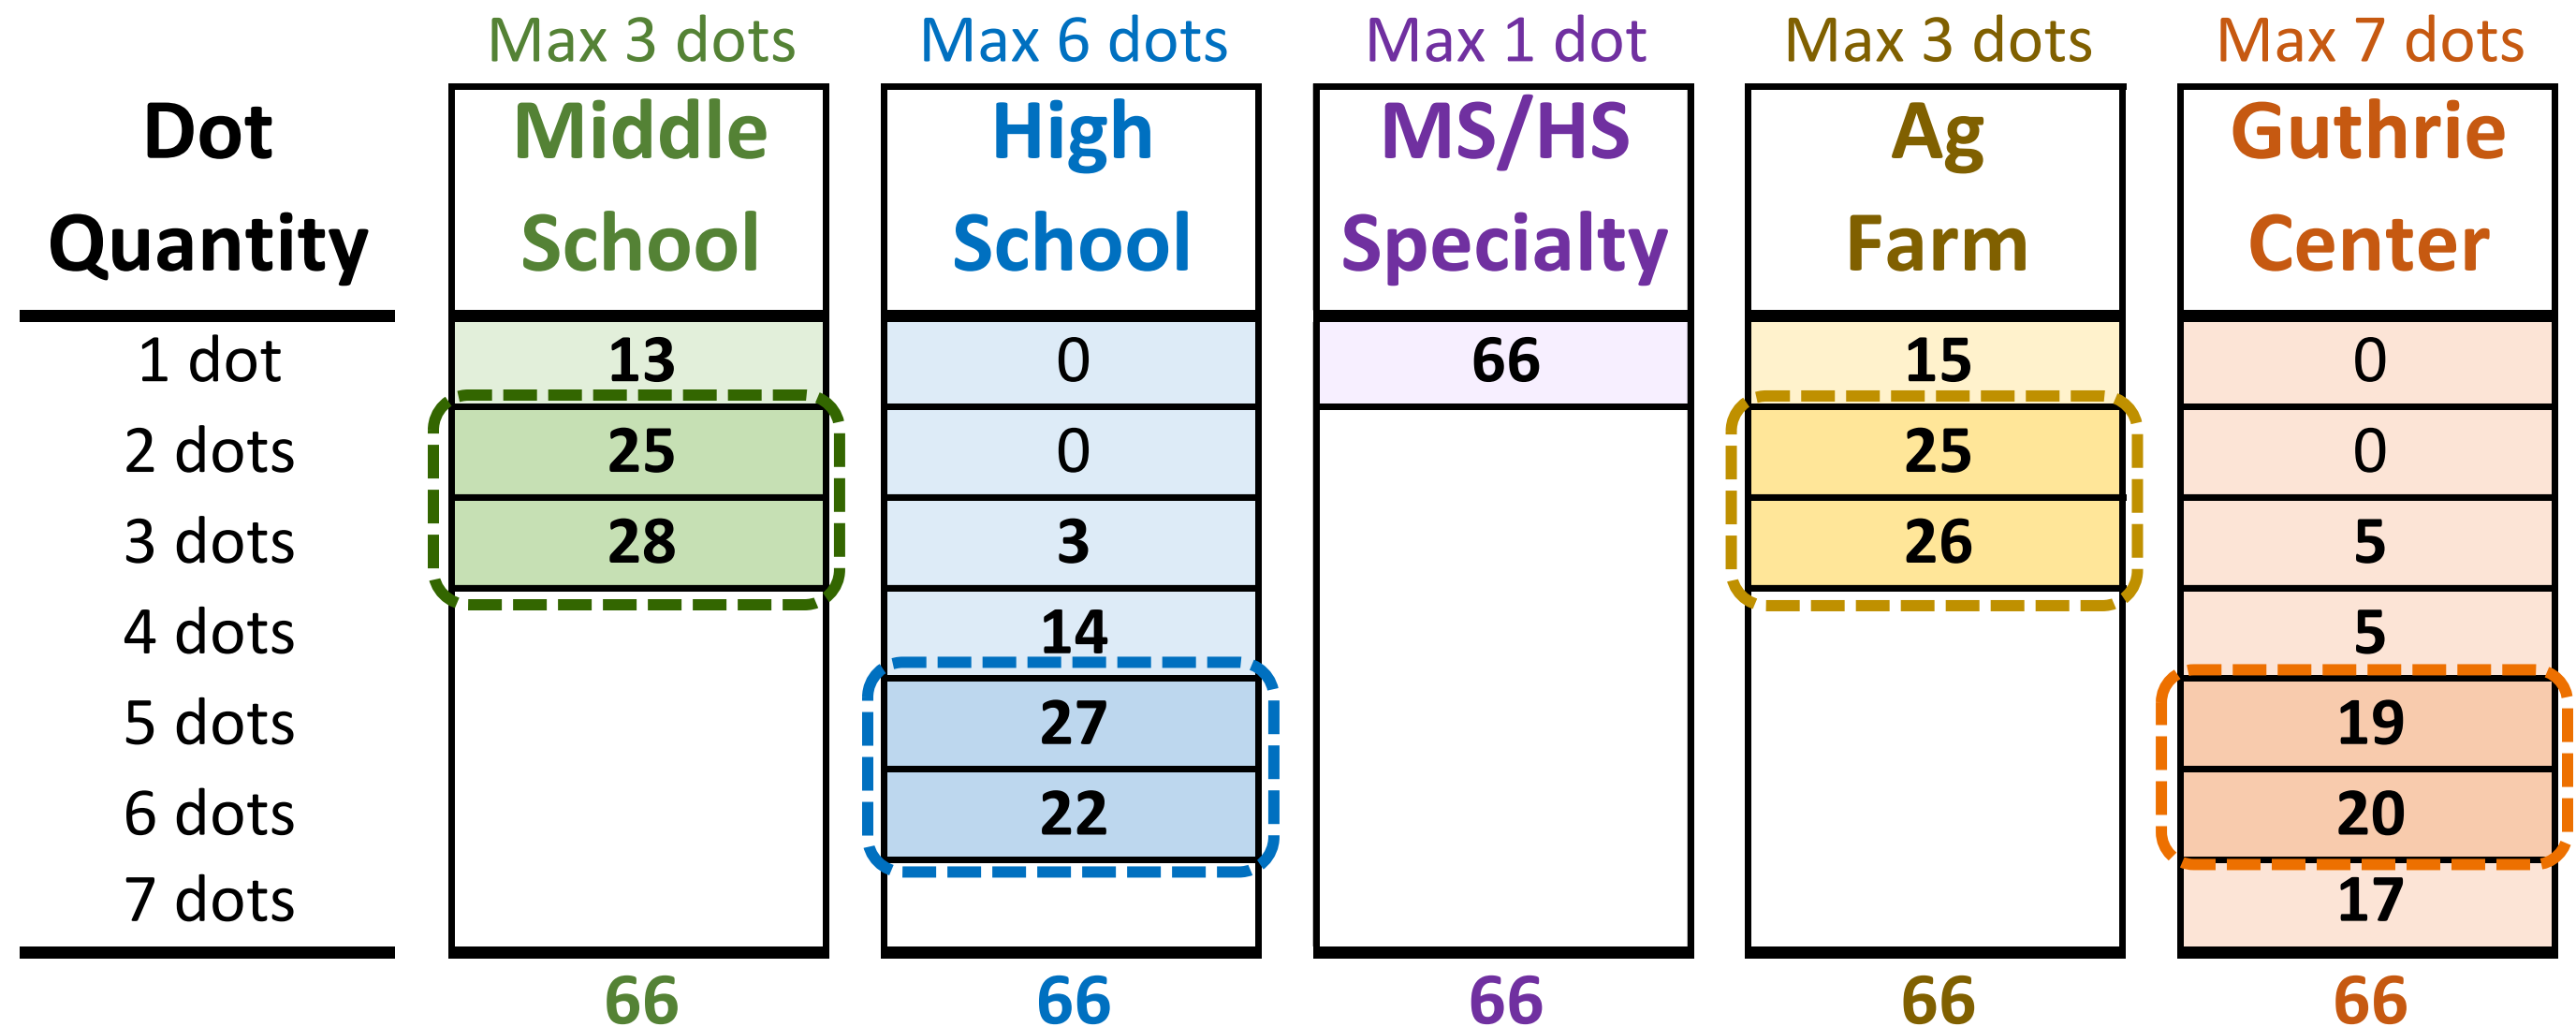 Max 3 dots Max 6 dots Max 1 dot Max 3 dots Max 7 dots
Dot Middle High MS/HS Ag Guthrie
Quantity School School Specialty Farm Center
1 dot 13 0 66 15 0
2 dots 25 0 25 0
3 dots 28 3 26 5
4 dots 14 5
5 dots 27 19
6 dots 22 20
7 dots 17
66 66 66 66 66